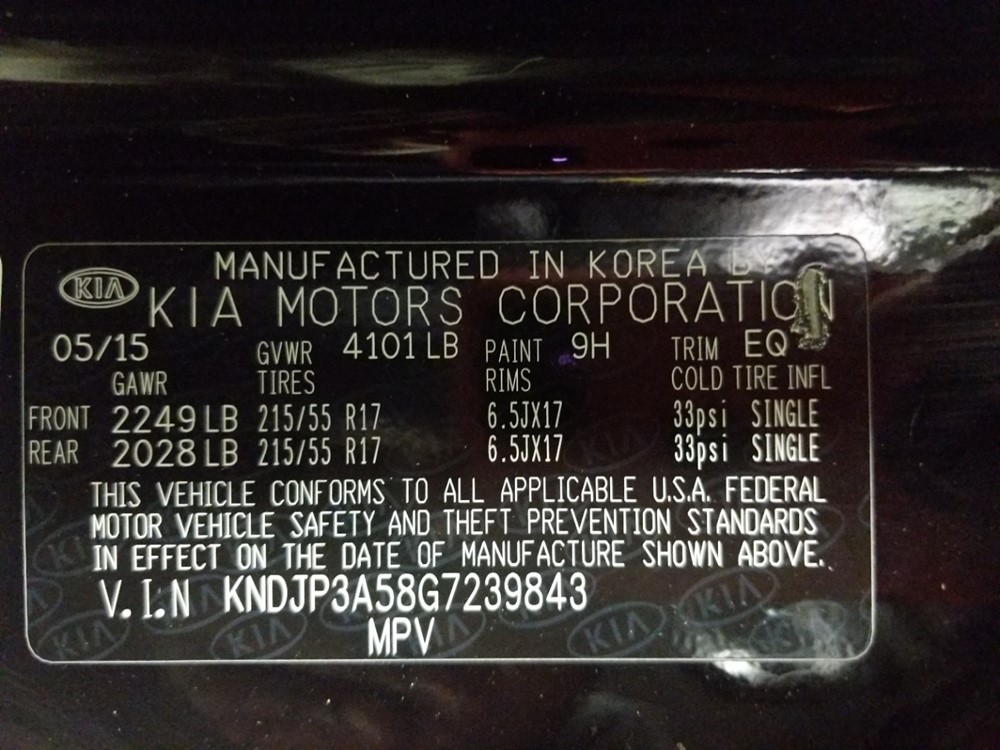 MANUFACTURED IN KOREA BY
KIA KIA MOTORS CORPORATION
05/15 GVWR 4101 LB PAINT 9H TRIM EQ
GAWR TIRES RIMS COLD TIRE INFL
FRONT 2249 LB 215/55 R17 6.5JX17 33psi SINGLE
REAR 2028 LB 215/55 R17 6.5JX17 33psi SINGLE
THIS VEHICLE CONFORMS TO ALL APPLICABLE U.S.A. FEDERAL
MOTOR VEHICLE SAFETY AND THEFT PREVENTION STANDARDS
IN EFFECT ON THE DATE OF MANUFACTURE SHOWN ABOVE.
V.I.N KNDJP3A58G7239843
MPV